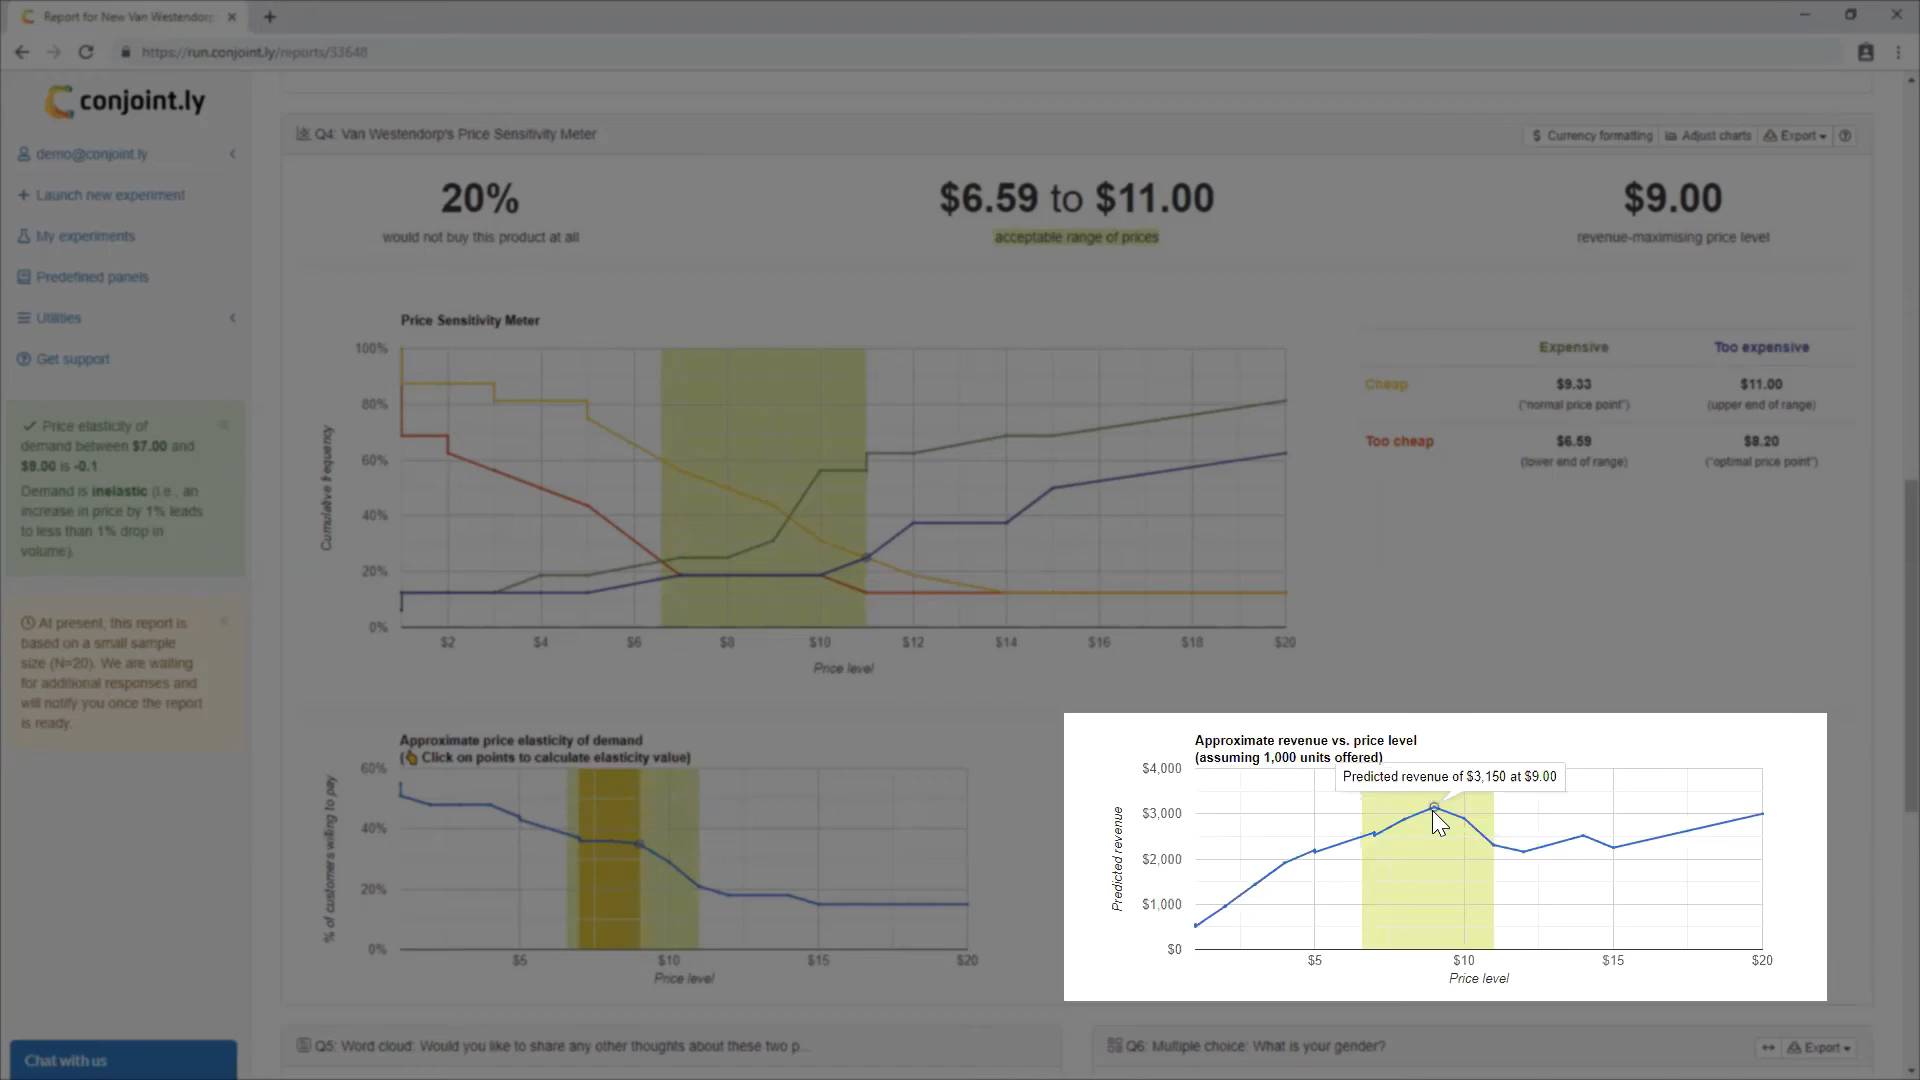 Report for New Van Westendorp
https://run.conjoint.ly/reports/33648
conjoint.ly
demo@conjoint.ly
Launch new experiment
My experiments
Predefined panels
Utilities
Get support
Price elasticity of
demand between $7.00 and
$9.00 is -0.1.
Demand is inelastic (i.e., an
increase in price by 1% leads
to less than 1% drop in
volume).
At present, this report is
based on a small sample
size (N=20). We are waiting
for additional responses and
will notify you once the report
is ready.
Chat with us
Q4: Van Westendorp's Price Sensitivity Meter
$ Currency formatting
Adjust charts
Export
20%
would not buy this product at all
$6.59 to $11.00
acceptable range of prices
$9.00
revenue-maximising price level
Price Sensitivity Meter
100%
80%
60%
40%
20%
0%
Cumulative frequency
$2 $4 $6 $8 $10 $12 $14 $16 $18 $20
Price level
Expensive Too expensive
Cheap $9.33 $11.00
("normal price point") (upper end of range)
Too cheap $6.59 $8.20
(lower end of range) ("optimal price point")
Approximate price elasticity of demand
(👆 Click on points to calculate elasticity value)
60%
40%
20%
0%
% of customers willing to pay
$5 $10 $15 $20
Price level
Approximate revenue vs. price level
(assuming 1,000 units offered)
Predicted revenue of $3,150 at $9.00
$4,000
$3,000
$2,000
$1,000
$0
Predicted revenue
$5 $10 $15 $20
Price level
Q5: Word cloud: Would you like to share any other thoughts about these two p...
Q6: Multiple choice: What is your gender?
Export